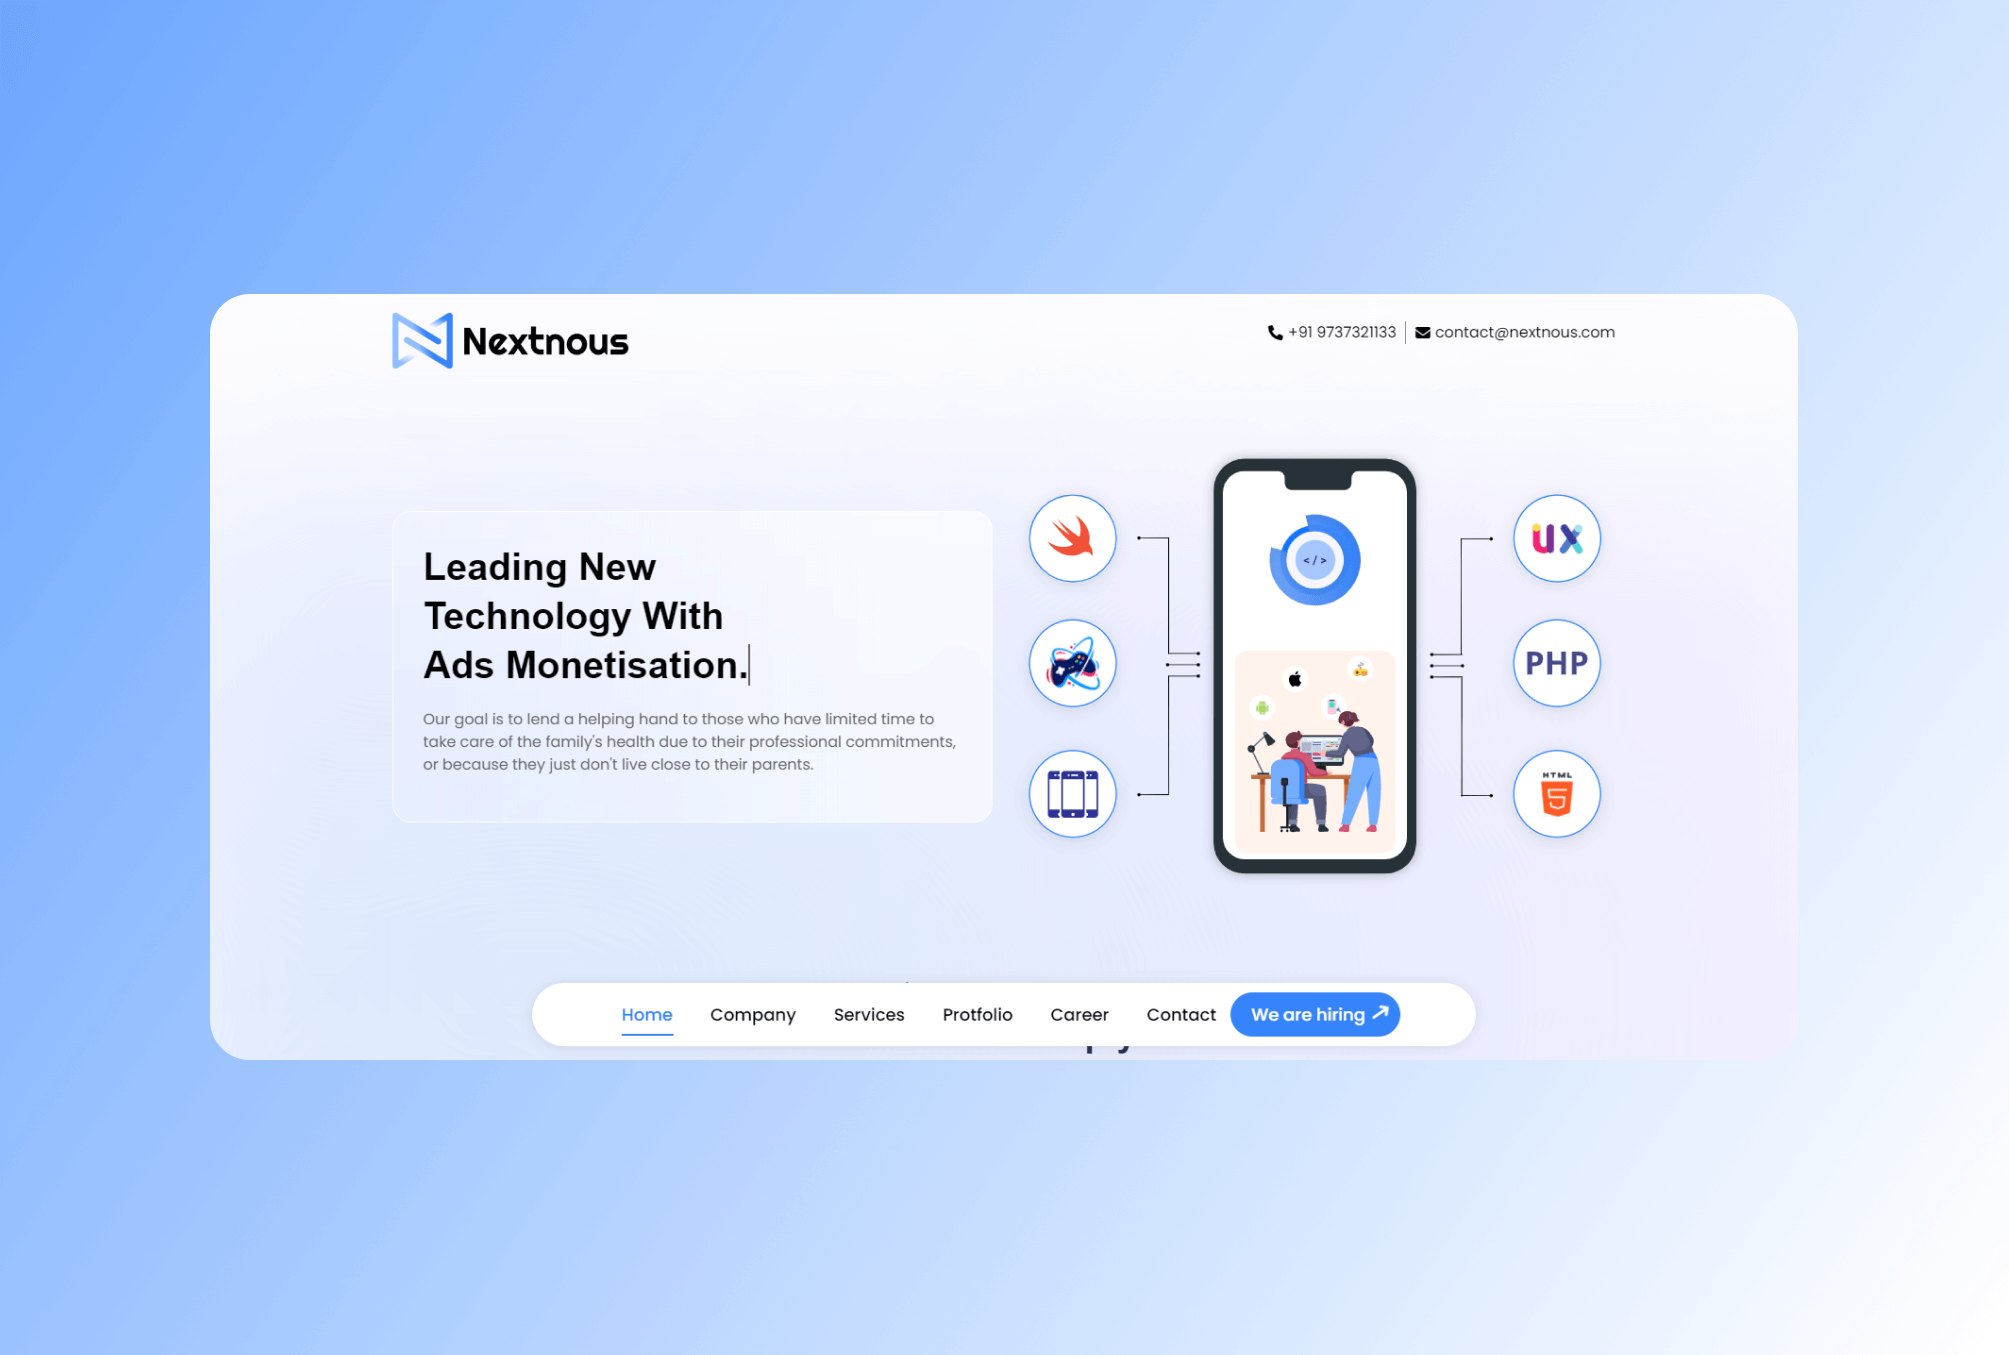 Nextnous
+91 9737321133
contact@nextnous.com
Leading New
Technology With
Ads Monetisation.
Our goal is to lend a helping hand to those who have limited time to
take care of the family's health due to their professional commitments,
or because they just don't live close to their parents.
UX
</>
PHP
HTML
5
Home Company Services Protfolio Career Contact We are hiring